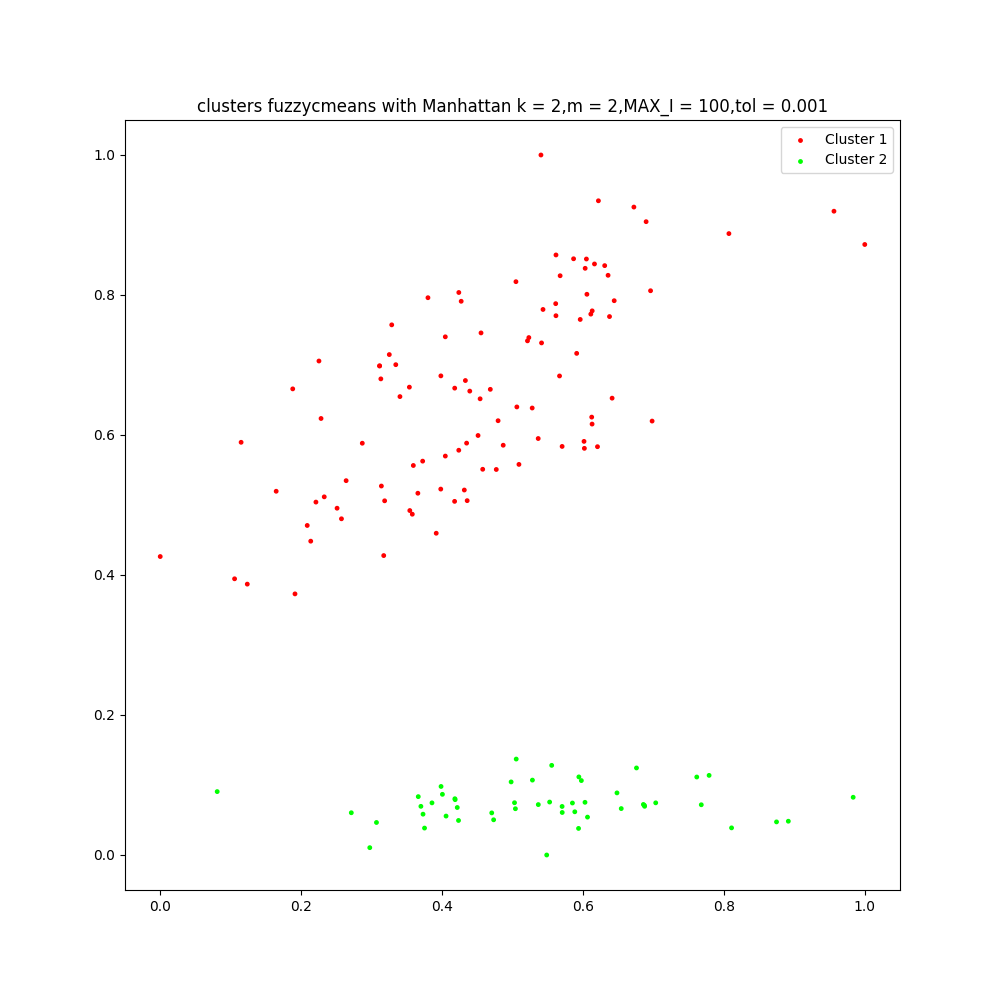 clusters fuzzycmeans with Manhattan k = 2,m = 2,MAX_I = 100,tol = 0.001
Cluster 1
Cluster 2
1.0
0.8
0.6
0.4
0.2
0.0
0.0 0.2 0.4 0.6 0.8 1.0